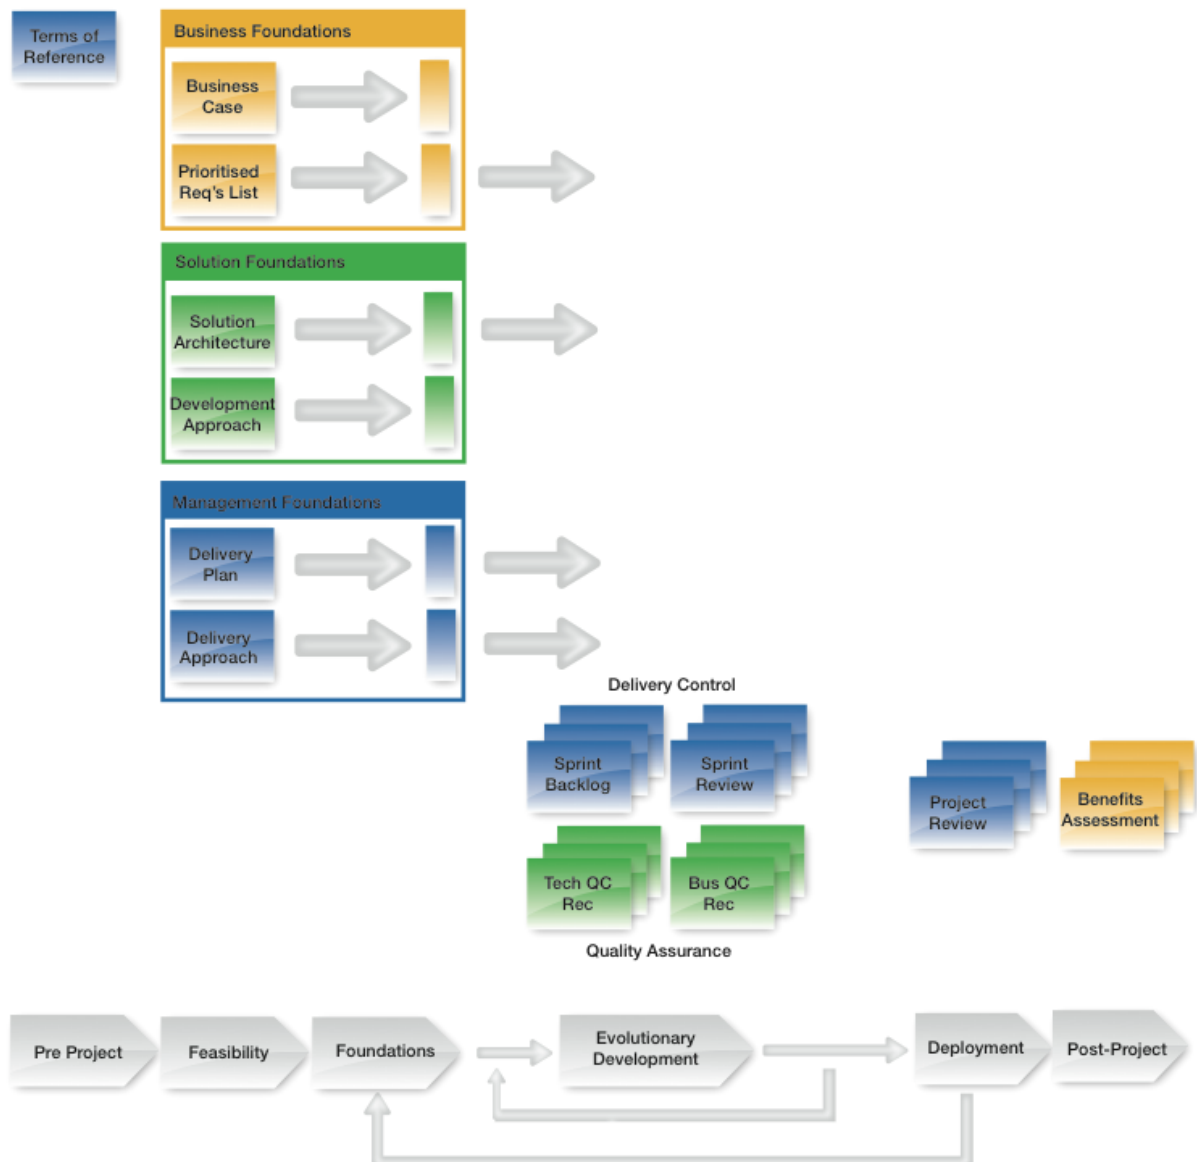 Terms of
Reference
Business Foundations
Business
Case
Prioritised
Req's List
Solution Foundations
Solution
Architecture
Development
Approach
Management Foundations
Delivery
Plan
Delivery
Approach
Delivery Control
Sprint
Backlog
Sprint
Review
Project
Review
Benefits
Assessment
Tech QC
Rec
Bus QC
Rec
Quality Assurance
Pre Project
Feasibility
Foundations
Evolutionary
Development
Deployment
Post-Project